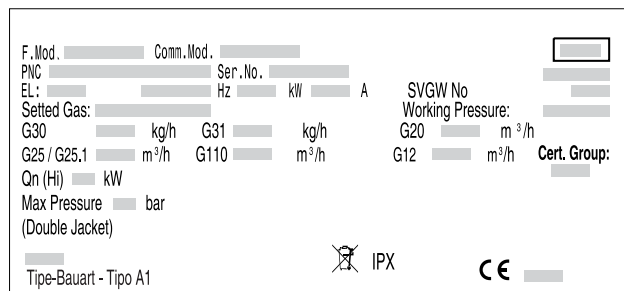 F.Mod. Comm.Mod.
PNC Ser.No.
EL: Hz kW A SVGW No
Setted Gas: Working Pressure:
G30 kg/h G31 kg/h G20 m³/h
G25 / G25.1 m³/h G110 m³/h G12 m³/h Cert. Group:
Qn (Hi) kW
Max Pressure bar
(Double Jacket)
IPX
Tipe-Bauart - Tipo A1 CE